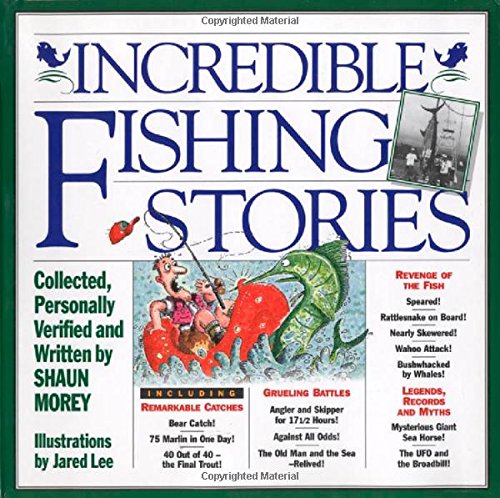 Copyrighted Material
INCREDIBLE
FISHING
STORIES
Collected,
Personally
Verified and
Written by
SHAUN
MOREY
Illustrations
by Jared Lee
INCLUDING
REMARKABLE CATCHES
Bear Catch!
75 Marlin in One Day!
40 Out of 40 –
the Final Trout!
GRUELING BATTLES
Angler and Skipper
for 17 1/2 Hours!
Against All Odds!
The Old Man and the Sea
–Relived!
REVENGE OF
THE FISH
Speared!
Rattlesnake on Board!
Nearly Skewered!
Wahoo Attack!
Bushwhacked
by Whales!
LEGENDS,
RECORDS
AND MYTHS
Mysterious Giant
Sea Horse!
The UFO and
the Broadbill!
Copyrighted Material